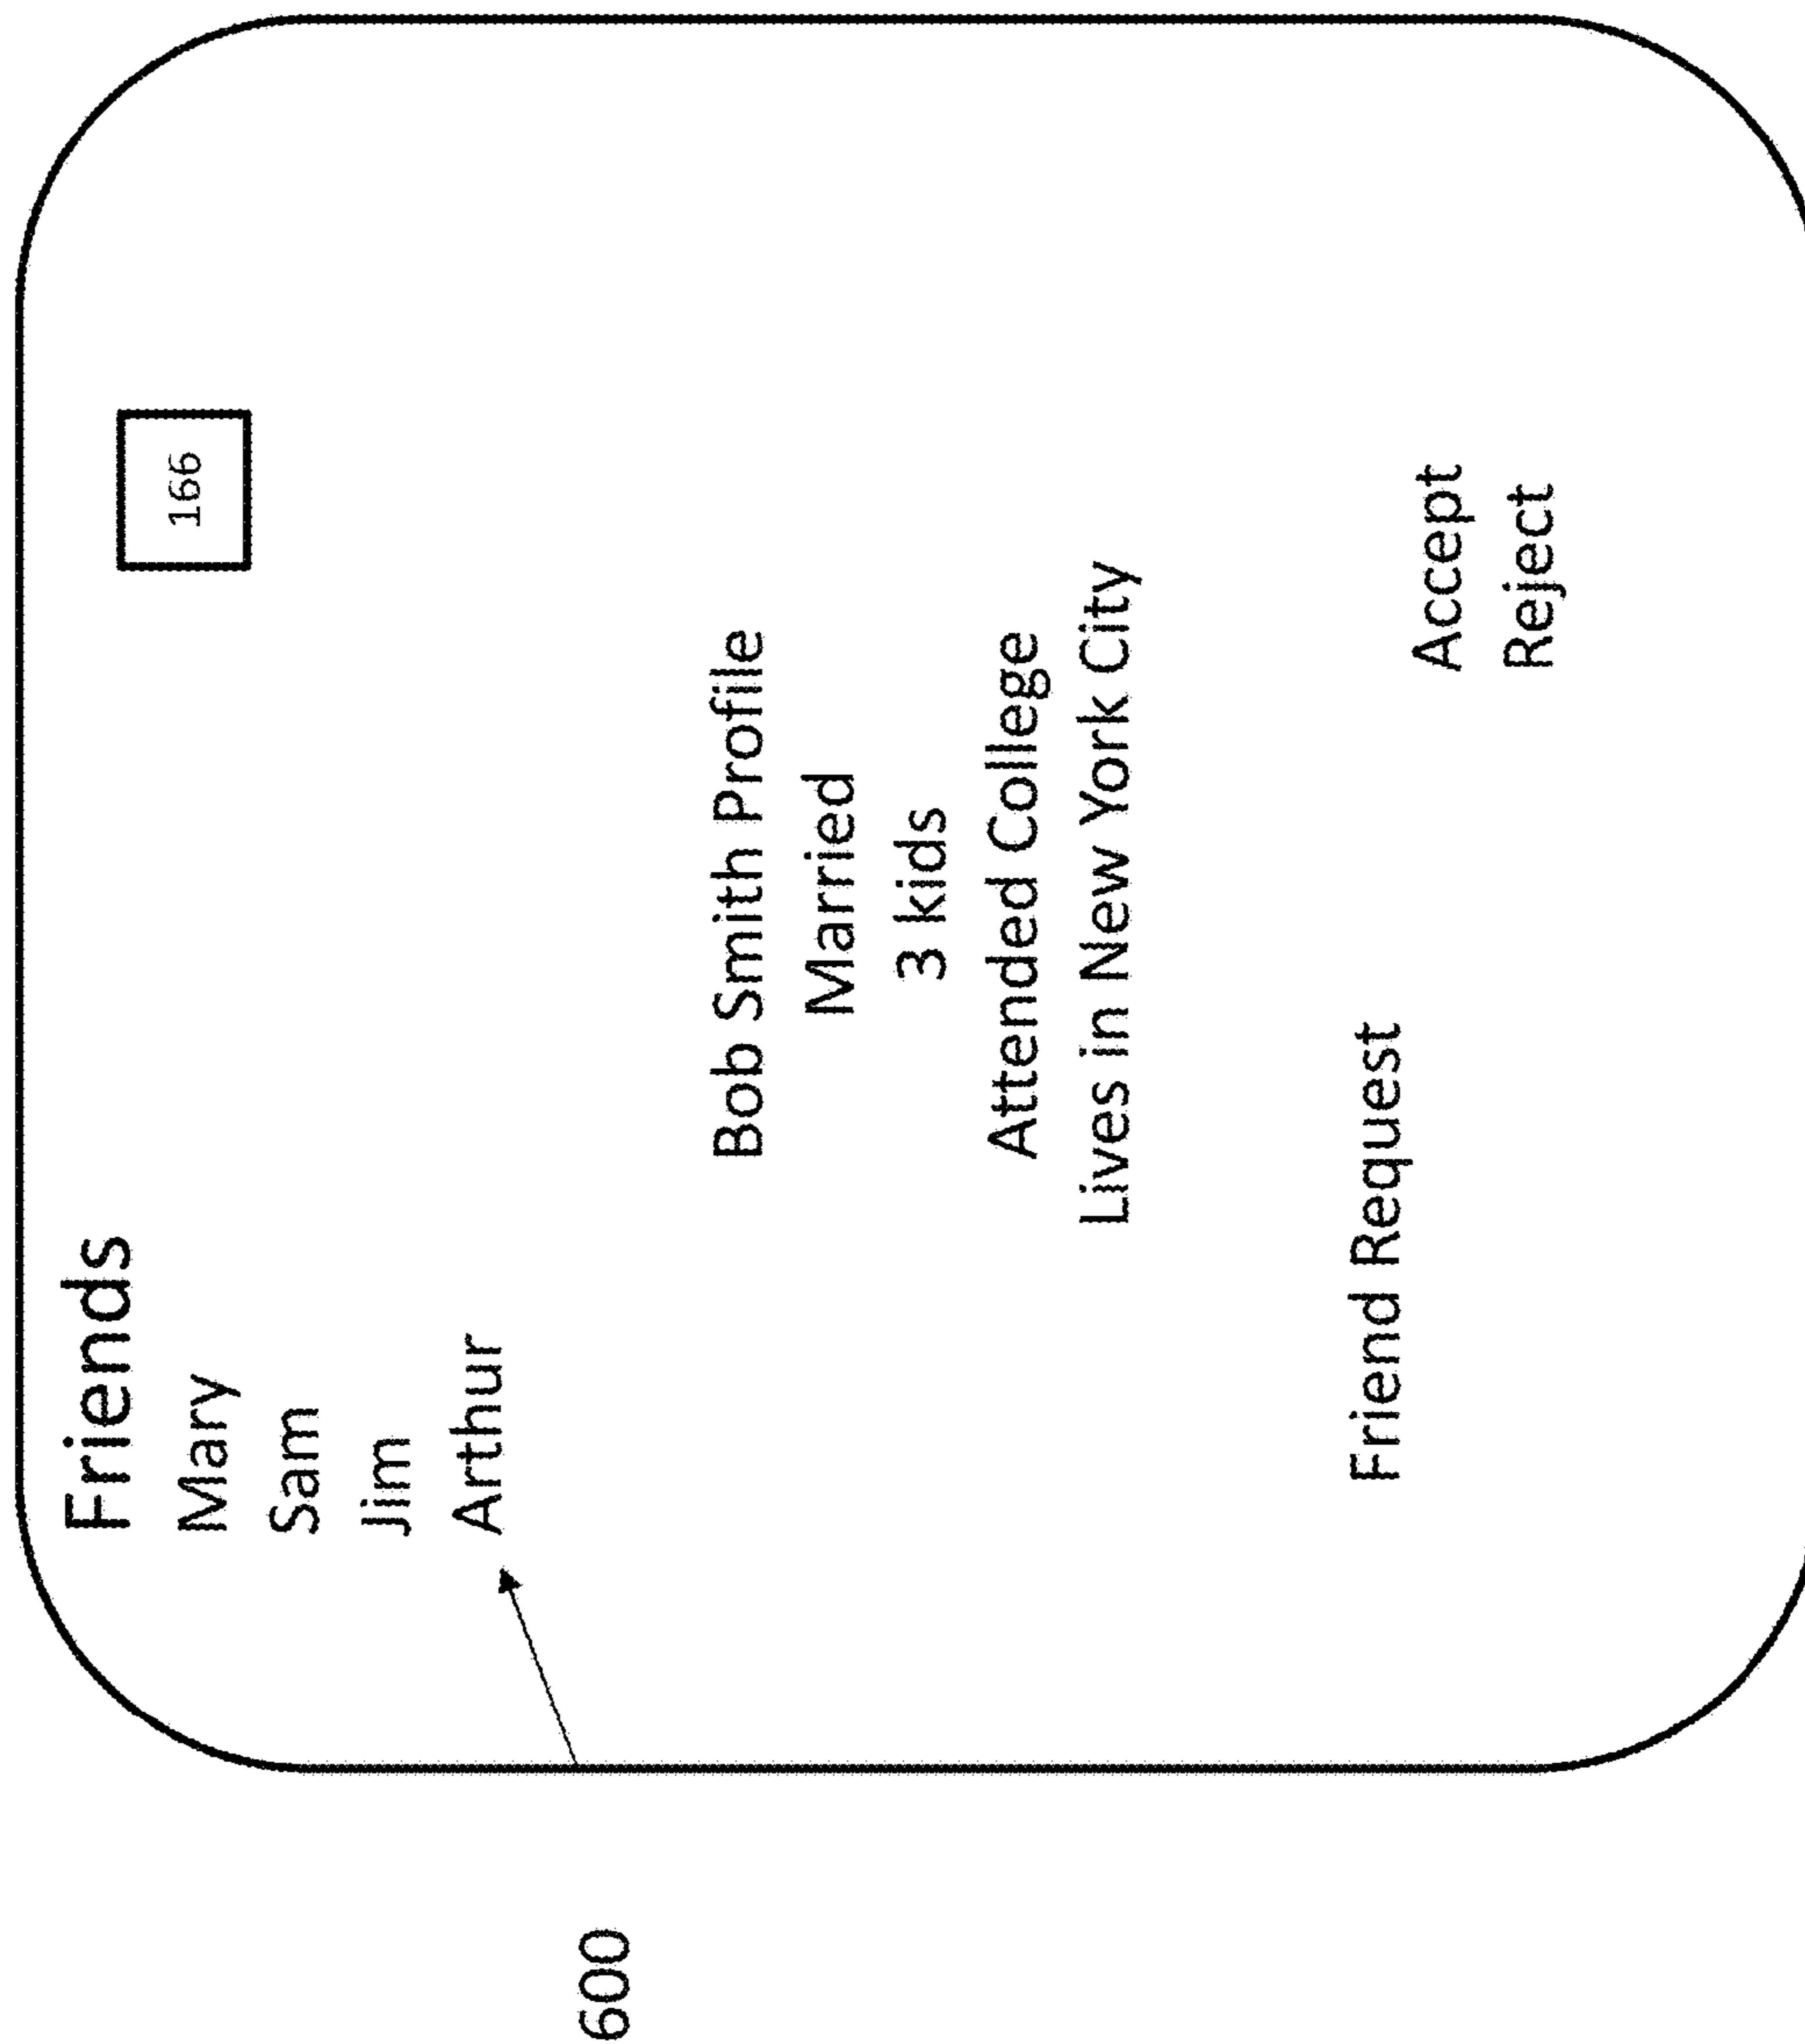 Friends
166
Mary
Sam
Jim
Arthur
600
Bob Smith Profile
Married
3 kids
Attended College
Lives in New York City
Friend Request
Accept
Reject